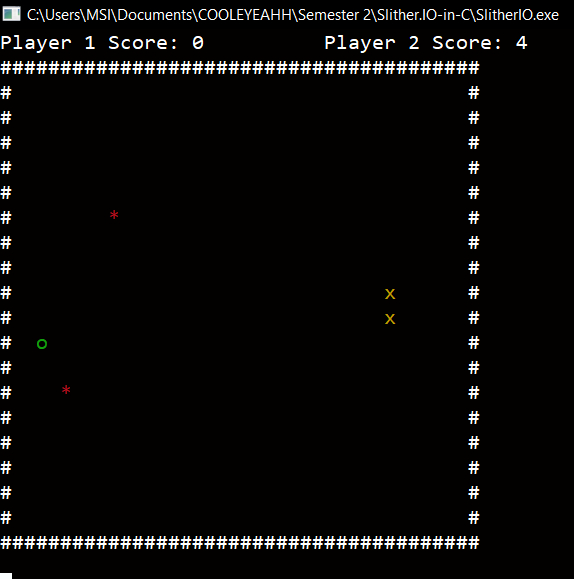 C:\Users\MSI\Documents\COOLEYEAHH\Semester 2\Slither.IO-in-C\SlitherIO.exe
Player 1 Score: 0          Player 2 Score: 4
########################################
#                                      #
#                                      #
#                                      #
#                                      #
#                                      #
#        *                             #
#                                      #
#                                      #
#                               x      #
#                               x      #
#  o                                   #
#                                      #
#    *                                 #
#                                      #
#                                      #
#                                      #
#                                      #
#                                      #
########################################